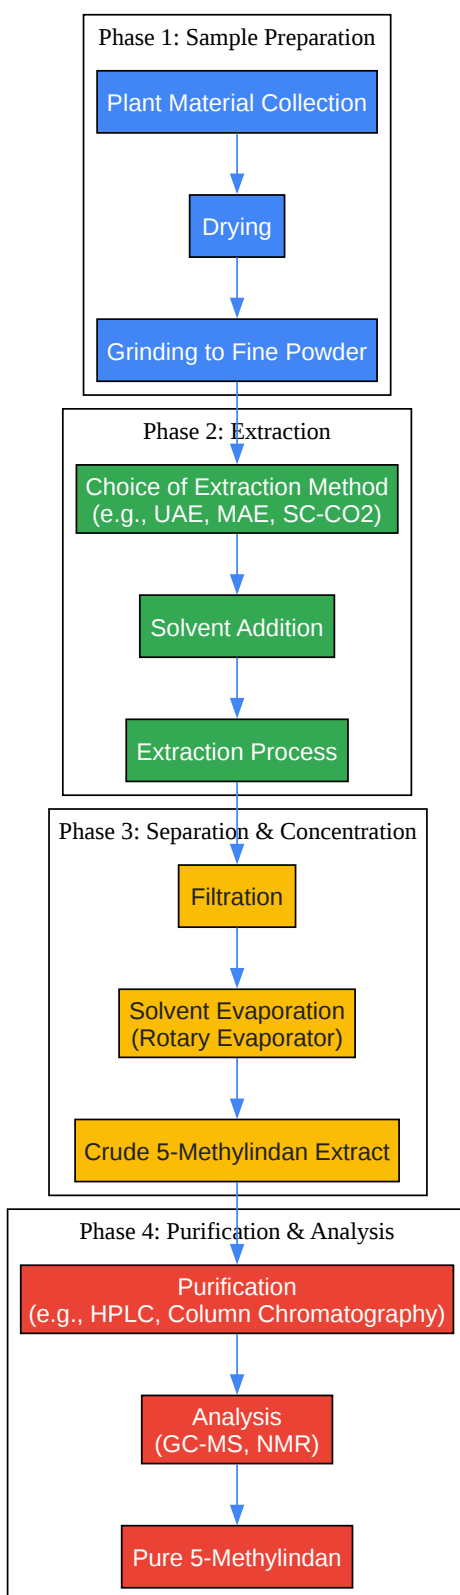 Phase 1: Sample Preparation
Plant Material Collection
Drying
Grinding to Fine Powder
Phase 2: Extraction
Choice of Extraction Method
(e.g., UAE, MAE, SC-CO2)
Solvent Addition
Extraction Process
Phase 3: Separation & Concentration
Filtration
Solvent Evaporation
(Rotary Evaporator)
Crude 5-Methylindan Extract
Phase 4: Purification & Analysis
Purification
(e.g., HPLC, Column Chromatography)
Analysis
(GC-MS, NMR)
Pure 5-Methylindan